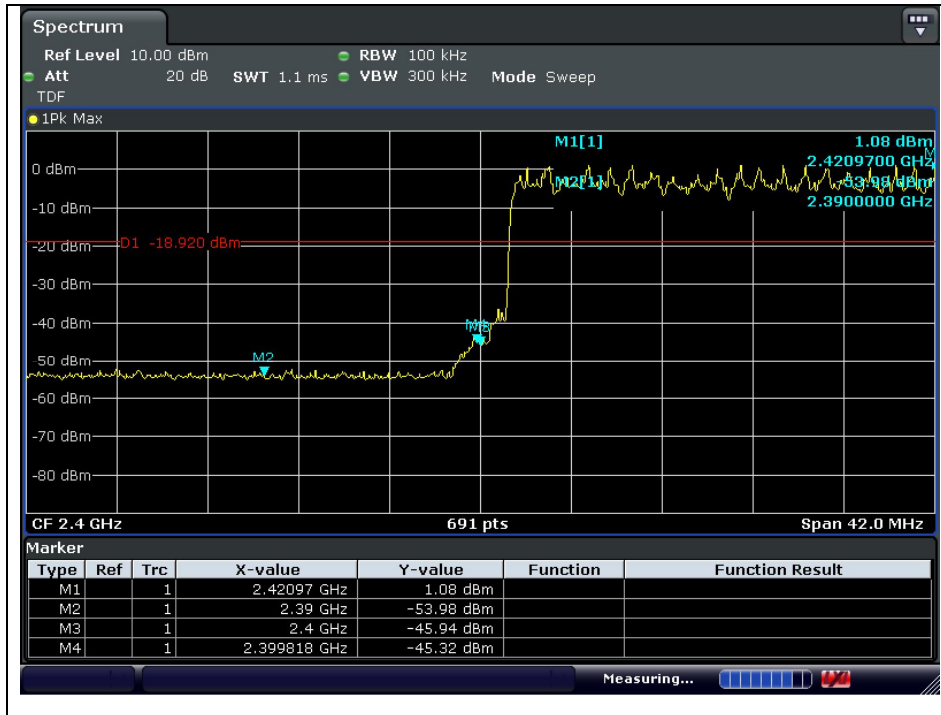 Spectrum
Ref Level 10.00 dBm RBW 100 kHz
Att 20 dB SWT 1.1 ms VBW 300 kHz Mode Sweep
TDF
1Pk Max
M1[1] 1.08 dBm
2.4209700 GHz
M2[1] -53.98 dBm
2.3900000 GHz
0 dBm
-10 dBm
-20 dBm
D1 -18.920 dBm
-30 dBm
-40 dBm
-50 dBm
M2
-60 dBm
-70 dBm
-80 dBm
CF 2.4 GHz 691 pts Span 42.0 MHz
Marker
Type Ref Trc X-value Y-value Function Function Result
M1 1 2.42097 GHz 1.08 dBm
M2 1 2.39 GHz -53.98 dBm
M3 1 2.4 GHz -45.94 dBm
M4 1 2.399818 GHz -45.32 dBm
Measuring...